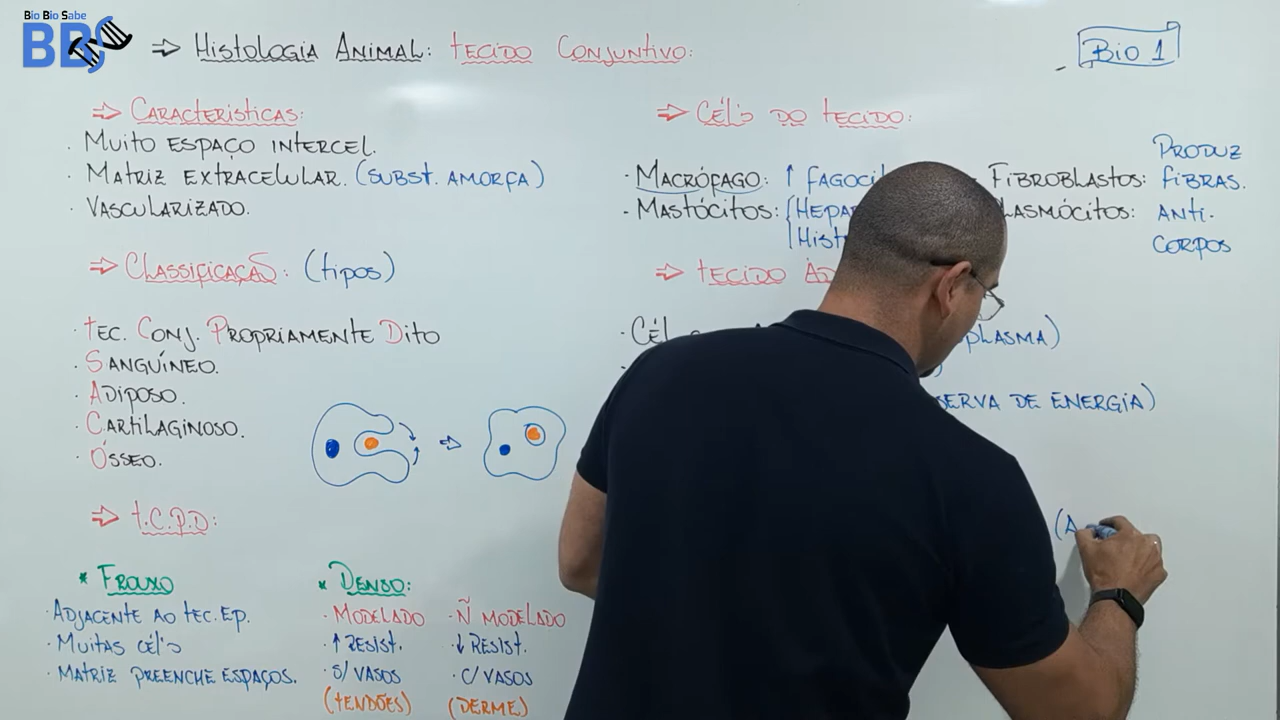 Bio Bio Sabe
BBS
⇒ Histologia Animal: tecido Conjuntivo:
Bio 1
⇒ Características:
· Muito espaço intercel.
· Matriz extracelular. (subst. amorfa)
· Vascularizado.
⇒ Classificação: (tipos)
· Tec. Conj. Propriamente Dito
· Sanguíneo.
· Adiposo.
· Cartilaginoso.
· Ósseo.
⇒ T.C.P.D:
* Frouxo
· Adjacente ao tec. Ep.
· Muitas cél's
· Matriz preenche espaços.
* Denso:
· Modelado
· ↑ Resist.
· s/ vasos
(tendões)
· Ñ modelado
· ↓ Resist.
· c/ vasos
(derme)
⇒ Cél's do tecido:
· Macrófago: ↑ fagoci
· Mastócitos: Hepa
Hist
Fibroblastos: Produz fibras.
lasmócitos: Anti-corpos
⇒ tecido Ad
· Cél
plasma)
serva de energia)
(A